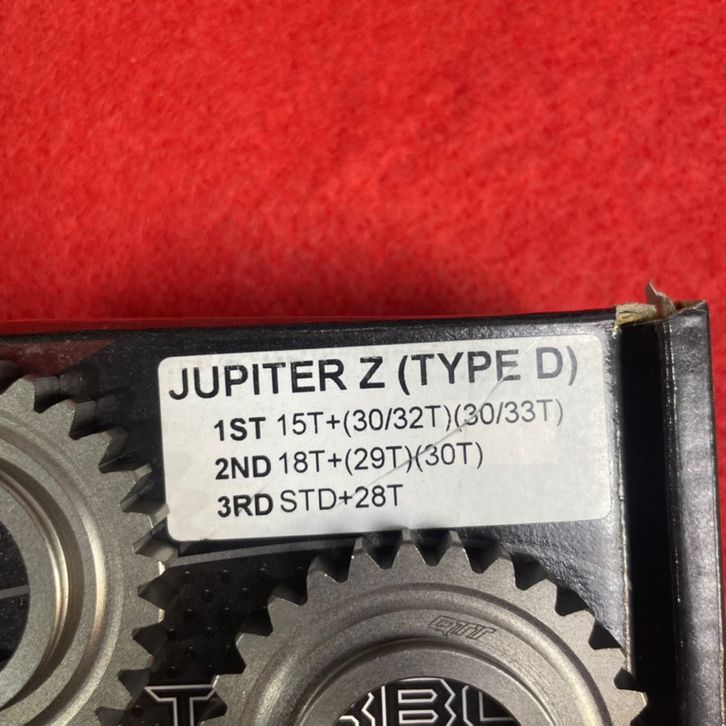 JUPITER Z (TYPE D)
1ST 15T+(30/32T)(30/33T)
2ND 18T+(29T)(30T)
3RD STD+28T